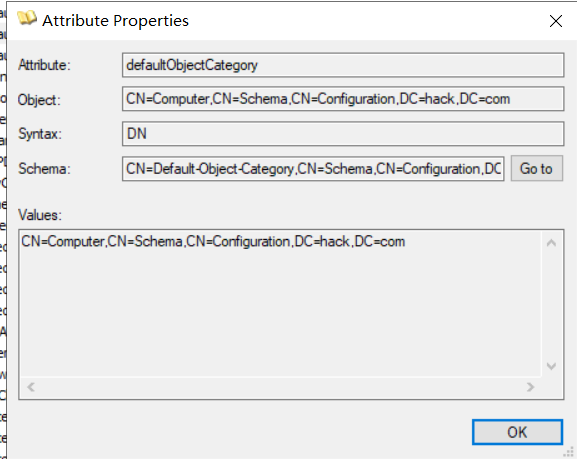 Attribute Properties
Attribute: defaultObjectCategory
Object: CN=Computer,CN=Schema,CN=Configuration,DC=hack,DC=com
Syntax: DN
Schema: CN=Default-Object-Category,CN=Schema,CN=Configuration,DC Go to
Values:
CN=Computer,CN=Schema,CN=Configuration,DC=hack,DC=com
OK